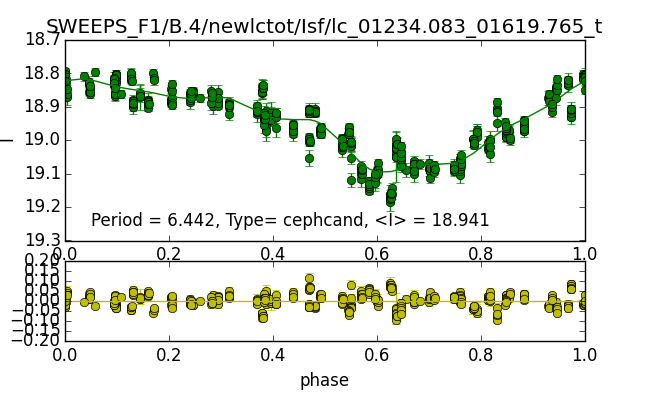 SWEEPS_F1/B.4/newlctot/Isf/lc_01234.083_01619.765_t
18.7
18.8
18.9
19.0
19.1
19.2
19.3
I
Period = 6.442, Type= cephcand, <I> = 18.941
0.0 0.2 0.4 0.6 0.8 1.0
0.20
0.15
0.10
0.05
0.00
−0.05
−0.10
−0.15
−0.20
0.0 0.2 0.4 0.6 0.8 1.0
phase